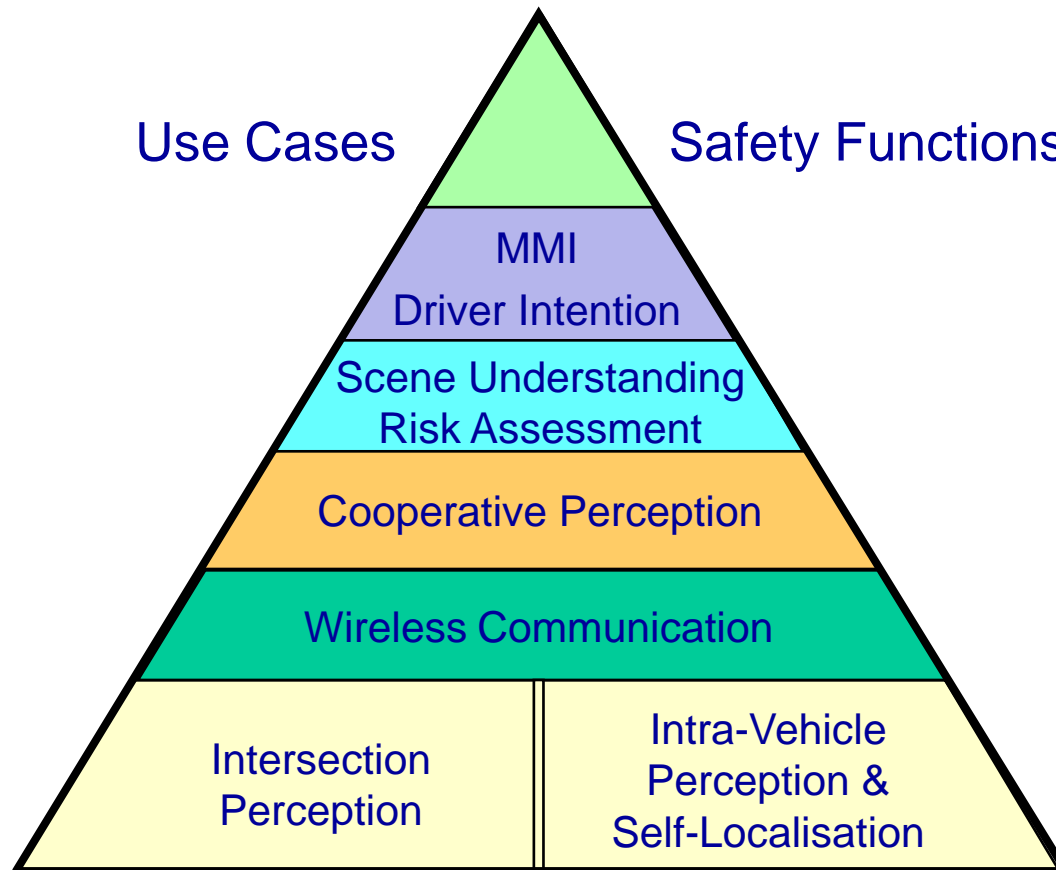 Use Cases
Safety Functions
MMI
Driver Intention
Scene Understanding
Risk Assessment
Cooperative Perception
Wireless Communication
Intersection
Perception
Intra-Vehicle
Perception &
Self-Localisation